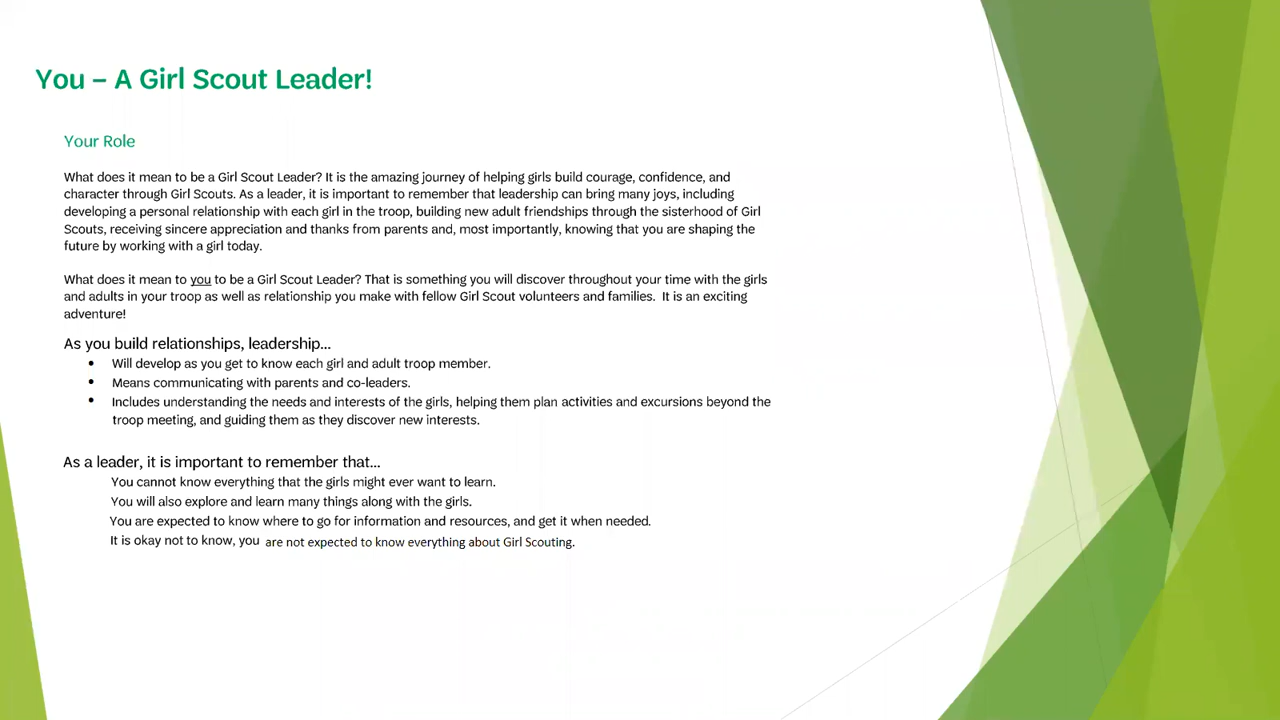 You – A Girl Scout Leader!
Your Role
What does it mean to be a Girl Scout Leader? It is the amazing journey of helping girls build courage, confidence, and
character through Girl Scouts. As a leader, it is important to remember that leadership can bring many joys, including
developing a personal relationship with each girl in the troop, building new adult friendships through the sisterhood of Girl
Scouts, receiving sincere appreciation and thanks from parents and, most importantly, knowing that you are shaping the
future by working with a girl today.
What does it mean to you to be a Girl Scout Leader? That is something you will discover throughout your time with the girls
and adults in your troop as well as relationship you make with fellow Girl Scout volunteers and families. It is an exciting
adventure!
As you build relationships, leadership...
• Will develop as you get to know each girl and adult troop member.
• Means communicating with parents and co-leaders.
• Includes understanding the needs and interests of the girls, helping them plan activities and excursions beyond the
troop meeting, and guiding them as they discover new interests.
As a leader, it is important to remember that...
You cannot know everything that the girls might ever want to learn.
You will also explore and learn many things along with the girls.
You are expected to know where to go for information and resources, and get it when needed.
It is okay not to know, you are not expected to know everything about Girl Scouting.